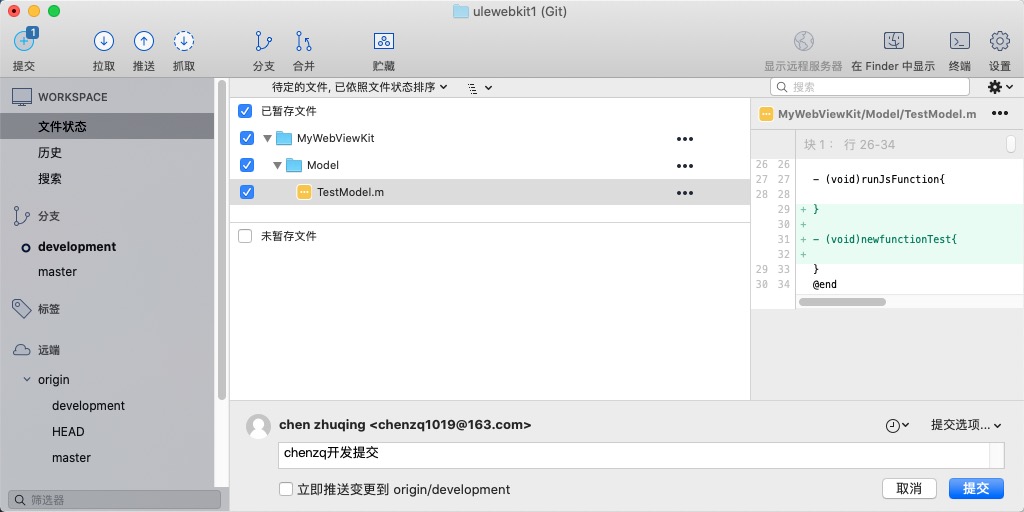 ulewebkit1 (Git)
1
提交 拉取 推送 抓取 分支 合并 贮藏 显示远程服务器 在 Finder 中显示 终端 设置
WORKSPACE
文件状态
历史
搜索
分支
development
master
标签
远端
origin
development
HEAD
master
筛选器
待定的文件, 已依照文件状态排序
搜索
已暂存文件
MyWebViewKit •••
Model •••
TestModel.m •••
未暂存文件
MyWebViewKit/Model/TestModel.m •••
块 1： 行 26-34
26 26
27 27 - (void)runJsFunction{
28 28
29 + }
30 +
31 + - (void)newfunctionTest{
32 +
29 33 }
30 34 @end
chen zhuqing <chenzq1019@163.com> 提交选项...
chenzq开发提交
立即推送变更到 origin/development 取消 提交